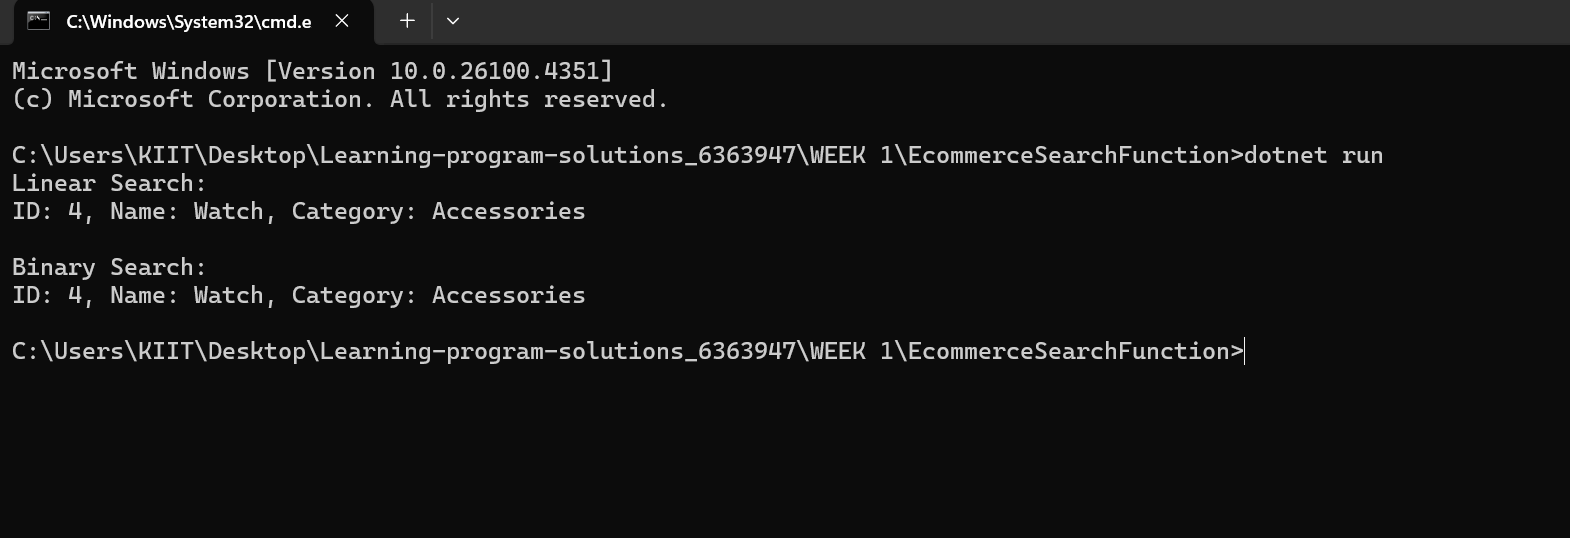 C:\Windows\System32\cmd.e
Microsoft Windows [Version 10.0.26100.4351]
(c) Microsoft Corporation. All rights reserved.
C:\Users\KIIT\Desktop\Learning-program-solutions_6363947\WEEK 1\EcommerceSearchFunction>dotnet run
Linear Search:
ID: 4, Name: Watch, Category: Accessories
Binary Search:
ID: 4, Name: Watch, Category: Accessories
C:\Users\KIIT\Desktop\Learning-program-solutions_6363947\WEEK 1\EcommerceSearchFunction>